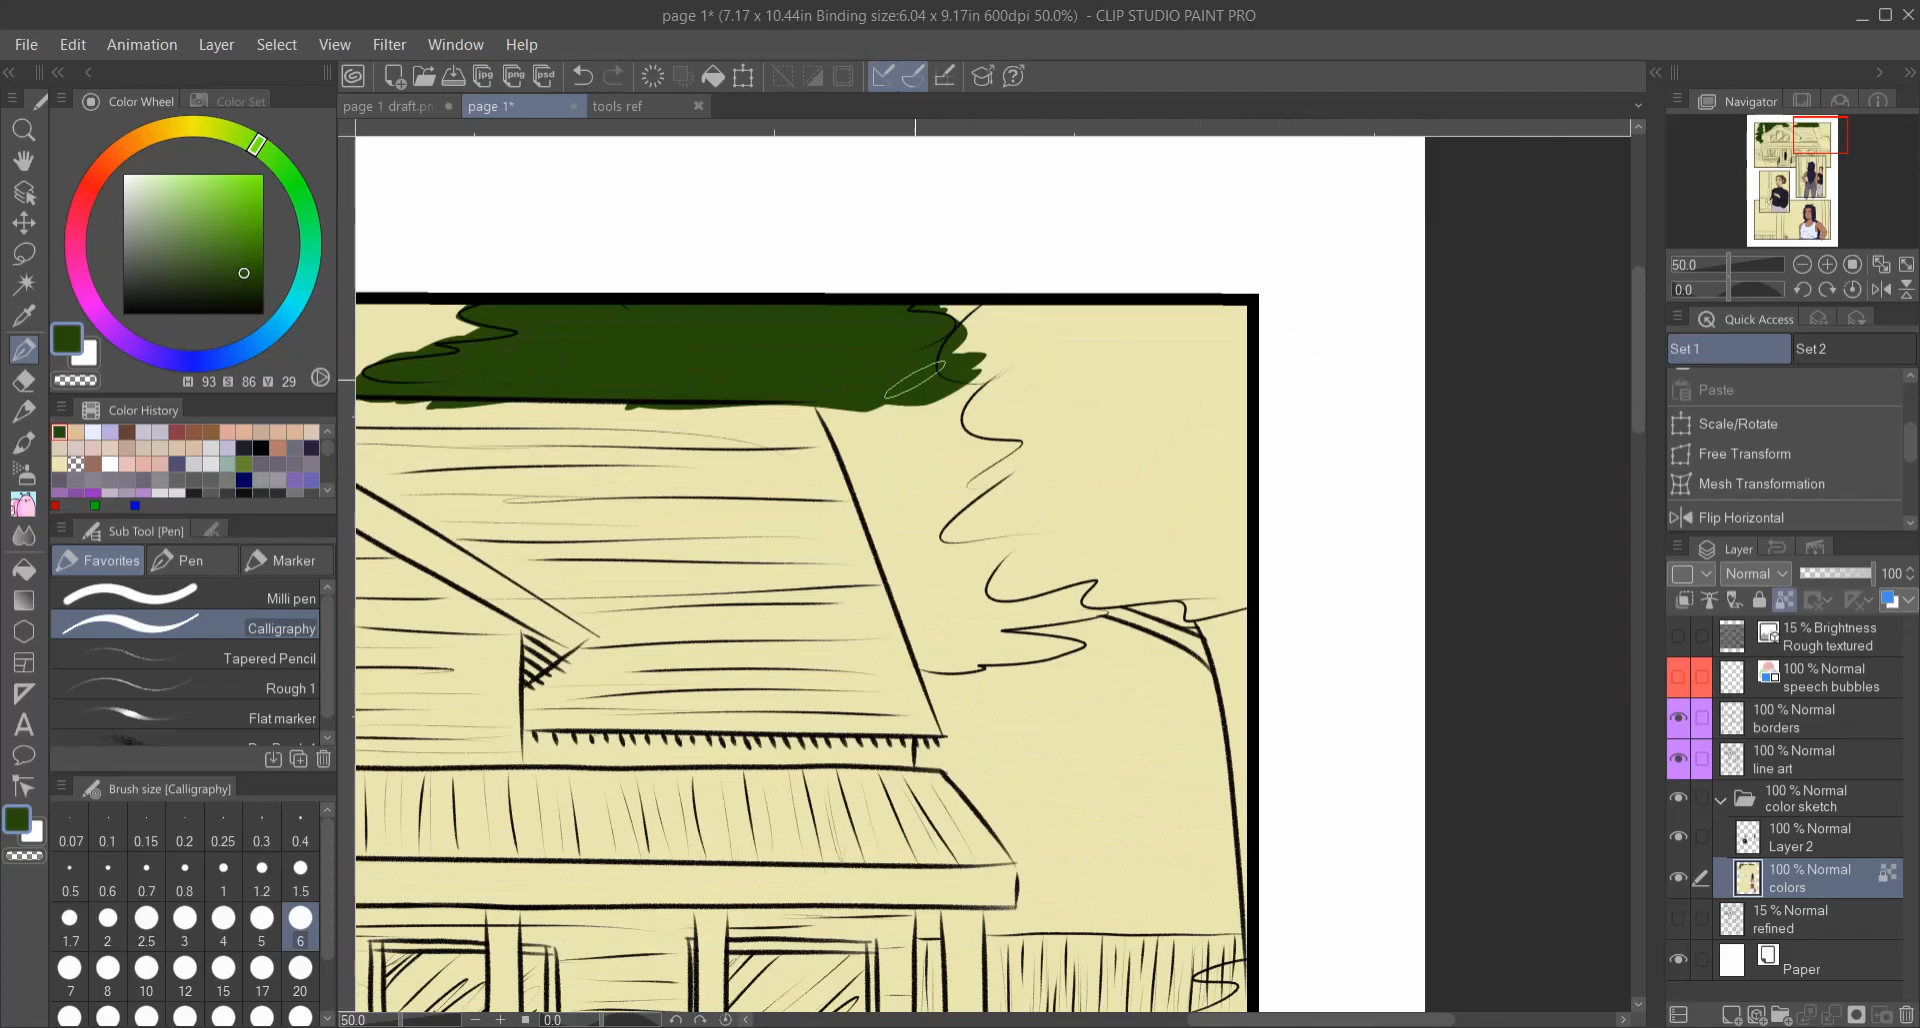 page 1* (7.17 x 10.44in Binding size:6.04 x 9.17in 600dpi 50.0%) - CLIP STUDIO PAINT PRO
File Edit Animation Layer Select View Filter Window Help
jpg png psd
Color Wheel Color Set
page 1 draft.pn page 1* tools ref
Navigator
H 93 S 86 V 29
50.0
0.0
Quick Access
Set 1 Set 2
Color History
Paste
Scale/Rotate
Free Transform
Mesh Transformation
Flip Horizontal
Sub Tool [Pen]
Favorites Pen Marker
Milli pen
Calligraphy
Tapered Pencil
Rough 1
Flat marker
Layer
Normal 100
15 % Brightness
Rough textured
100 % Normal
speech bubbles
100 % Normal
borders
100 % Normal
line art
100 % Normal
color sketch
100 % Normal
Layer 2
100 % Normal
colors
15 % Normal
refined
Paper
Brush size [Calligraphy]
0.07 0.1 0.15 0.2 0.25 0.3 0.4
0.5 0.6 0.7 0.8 1 1.2 1.5
1.7 2 2.5 3 4 5 6
7 8 10 12 15 17 20
50.0 0.0
A